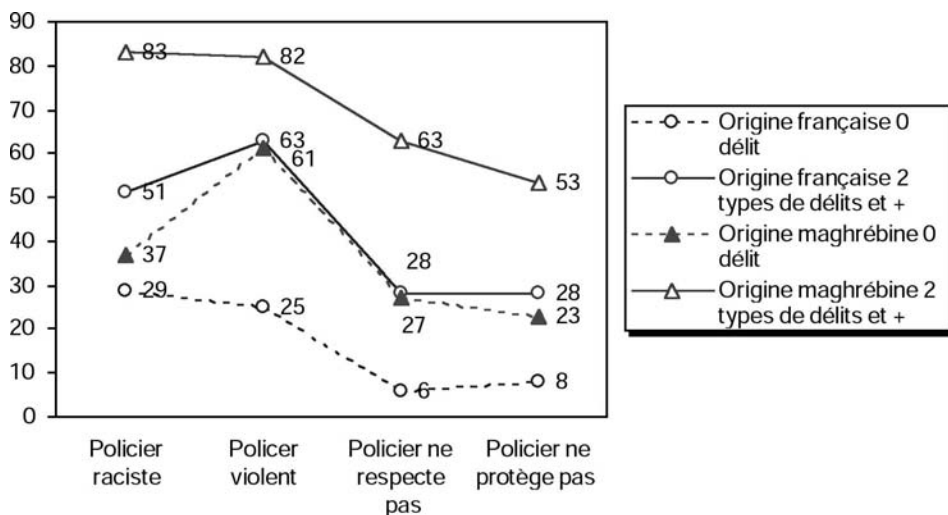 90
80
70
60
50
40
30
20
10
0
83
82
63
53
51
63
61
28
28
37
27
23
29
25
6
8
Policier
raciste
Policer
violent
Policier ne
respecte
pas
Policier ne
protège pas
Origine française 0
délit
Origine française 2
types de délits et +
Origine maghrébine 0
délit
Origine maghrébine 2
types de délits et +